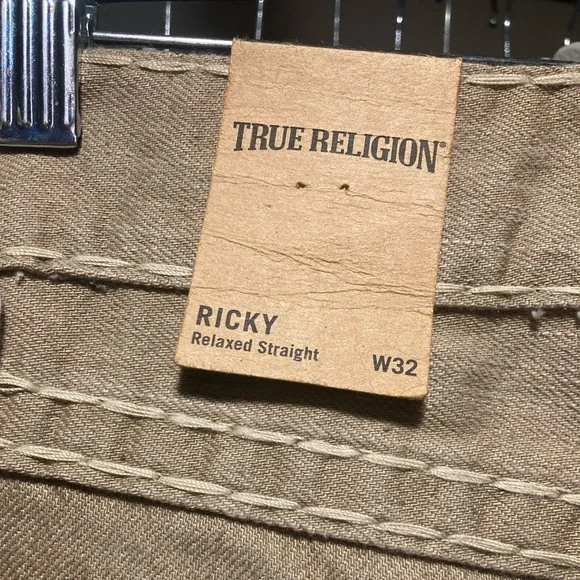 TRUE RELIGION®
RICKY
Relaxed Straight
W32